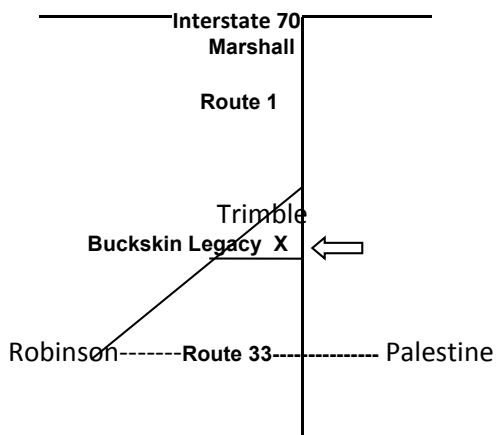 Interstate 70
Marshall
Route 1
Trimble
Buckskin Legacy X
Robinson-------Route 33--------------- Palestine